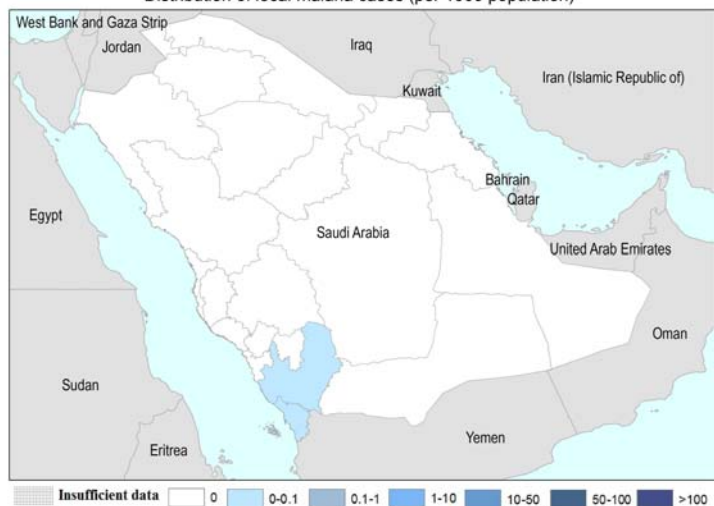 Distribution of local malaria cases (per 1000 population)
West Bank and Gaza Strip
Jordan
Iraq
Kuwait
Iran (Islamic Republic of)
Bahrain
Qatar
Egypt
Saudi Arabia
United Arab Emirates
Oman
Sudan
Yemen
Eritrea
Insufficient data
0
0-0.1
0.1-1
1-10
10-50
50-100
>100